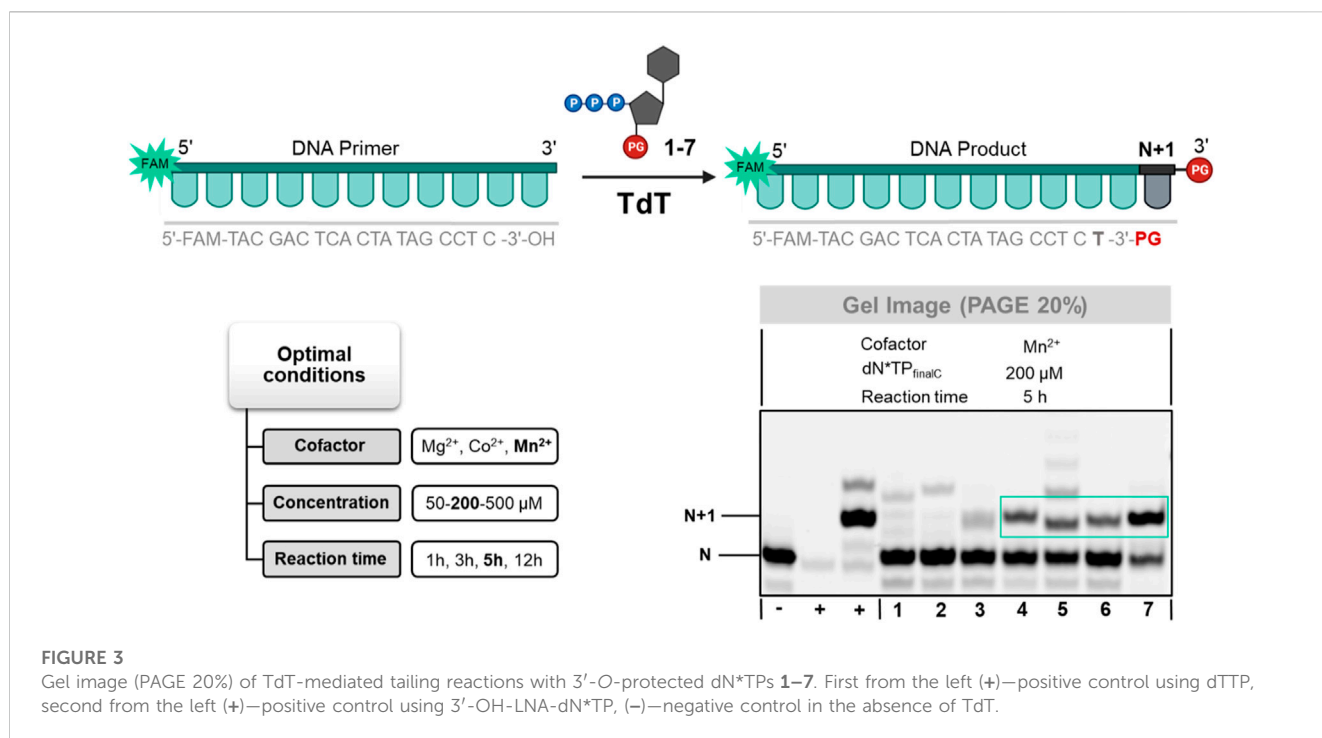 P P P
PG 1-7
TdT
FAM 5' DNA Primer 3'
5'-FAM-TAC GAC TCA CTA TAG CCT C -3'-OH
FAM 5' DNA Product N+1 3' PG
5'-FAM-TAC GAC TCA CTA TAG CCT C T -3'-PG
Optimal
conditions
Cofactor Mg²⁺, Co²⁺, Mn²⁺
Concentration 50-200-500 µM
Reaction time 1h, 3h, 5h, 12h
Gel Image (PAGE 20%)
Cofactor Mn²⁺
dN*TPfinalC 200 µM
Reaction time 5 h
N+1
N
- + + 1 2 3 4 5 6 7
FIGURE 3
Gel image (PAGE 20%) of TdT-mediated tailing reactions with 3′-O-protected dN*TPs 1–7. First from the left (+)—positive control using dTTP,
second from the left (+)—positive control using 3′-OH-LNA-dN*TP, (−)—negative control in the absence of TdT.